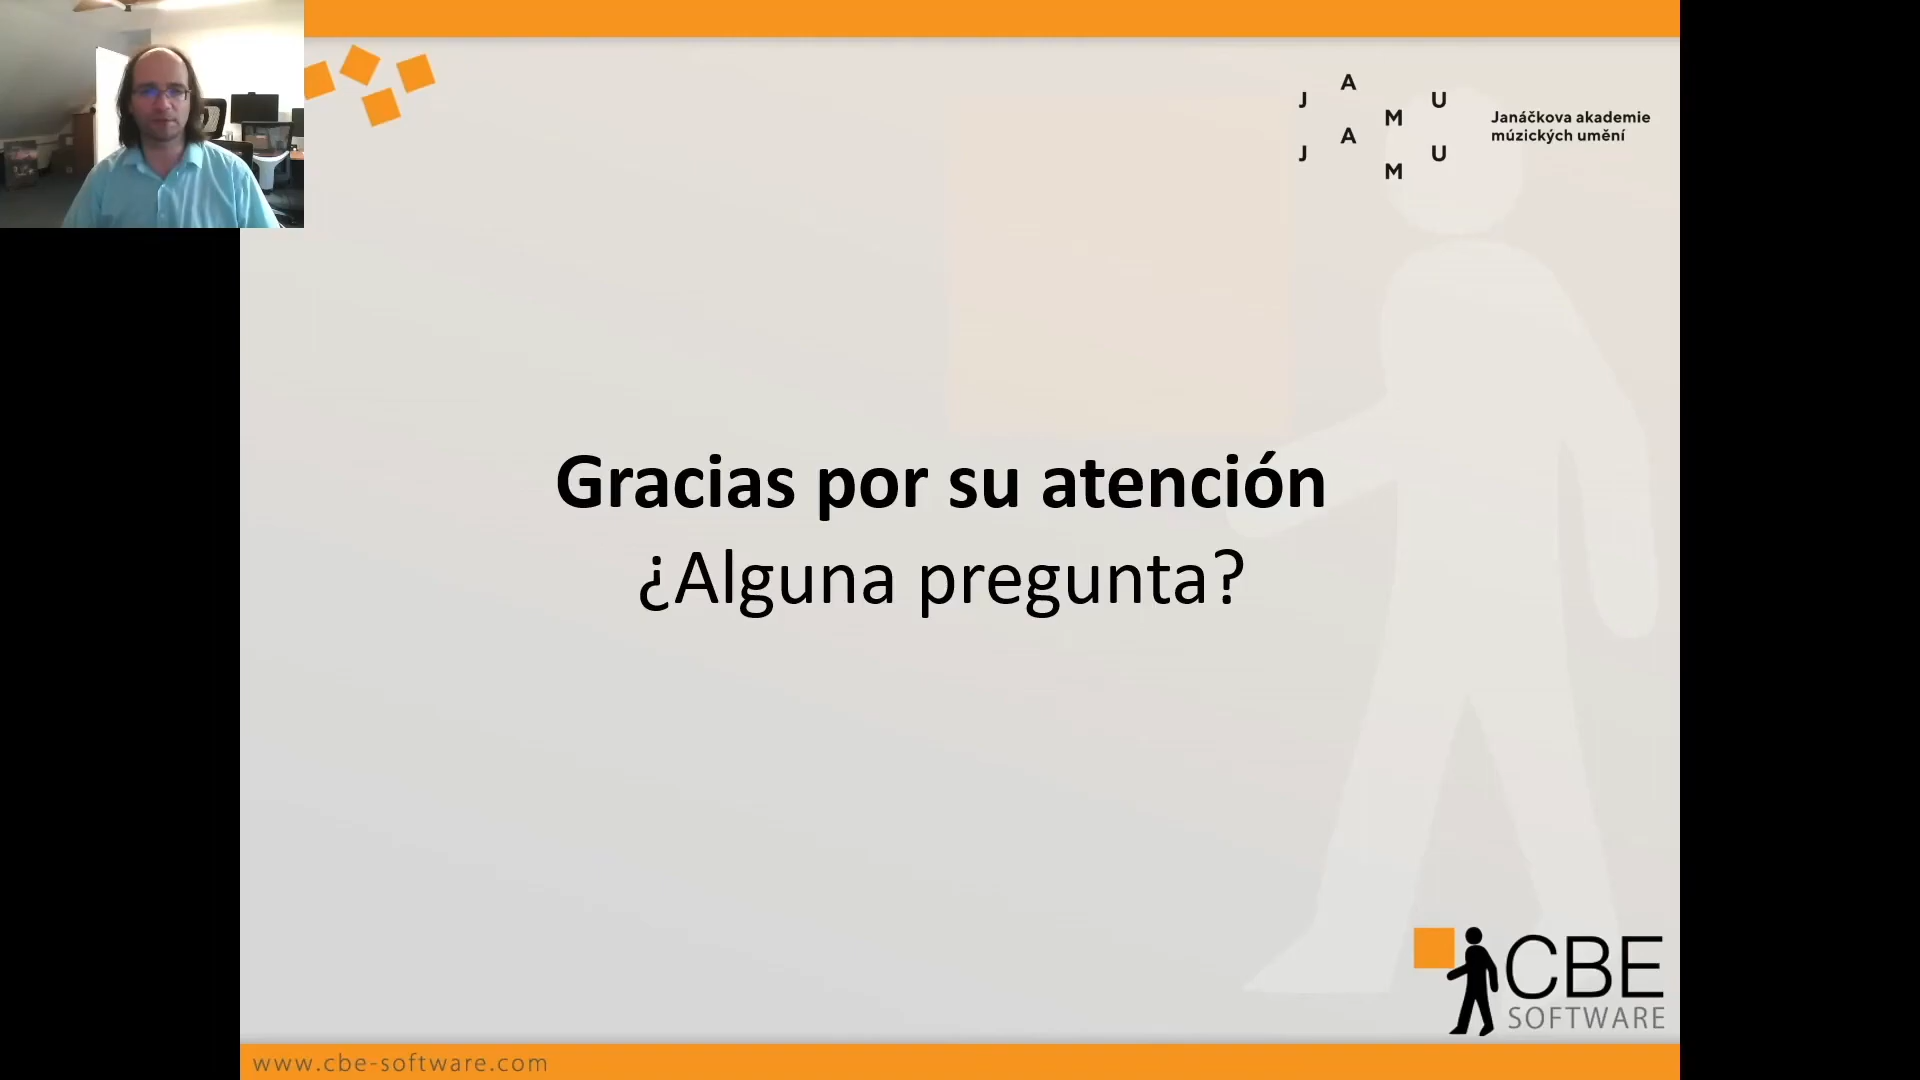 J A M U
J A M U
Janáčkova akademie
múzických umění
Gracias por su atención
¿Alguna pregunta?
CBE
SOFTWARE
www.cbe-software.com